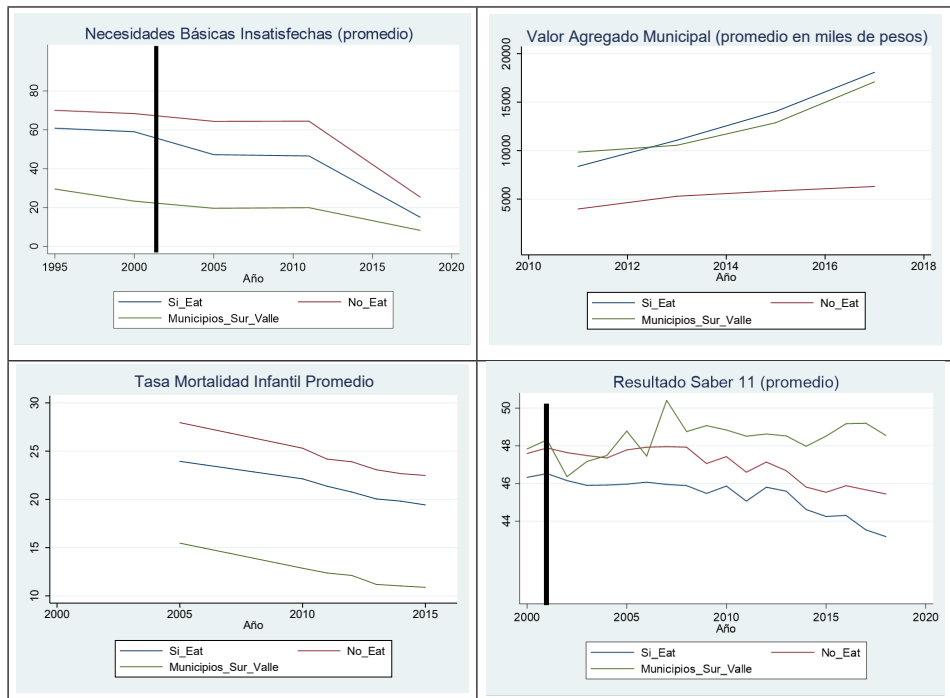 Necesidades Básicas Insatisfechas (promedio)
80
60
40
20
0
1995 2000 2005 2010 2015 2020
Año
Si_Eat No_Eat
Municipios_Sur_Valle
Valor Agregado Municipal (promedio en miles de pesos)
20000
15000
10000
5000
2010 2012 2014 2016 2018
Año
Si_Eat No_Eat
Municipios_Sur_Valle
Tasa Mortalidad Infantil Promedio
30
25
20
15
10
2000 2005 2010 2015
Año
Si_Eat No_Eat
Municipios_Sur_Valle
Resultado Saber 11 (promedio)
50
48
46
44
2000 2005 2010 2015 2020
Año
Si_Eat No_Eat
Municipios_Sur_Valle